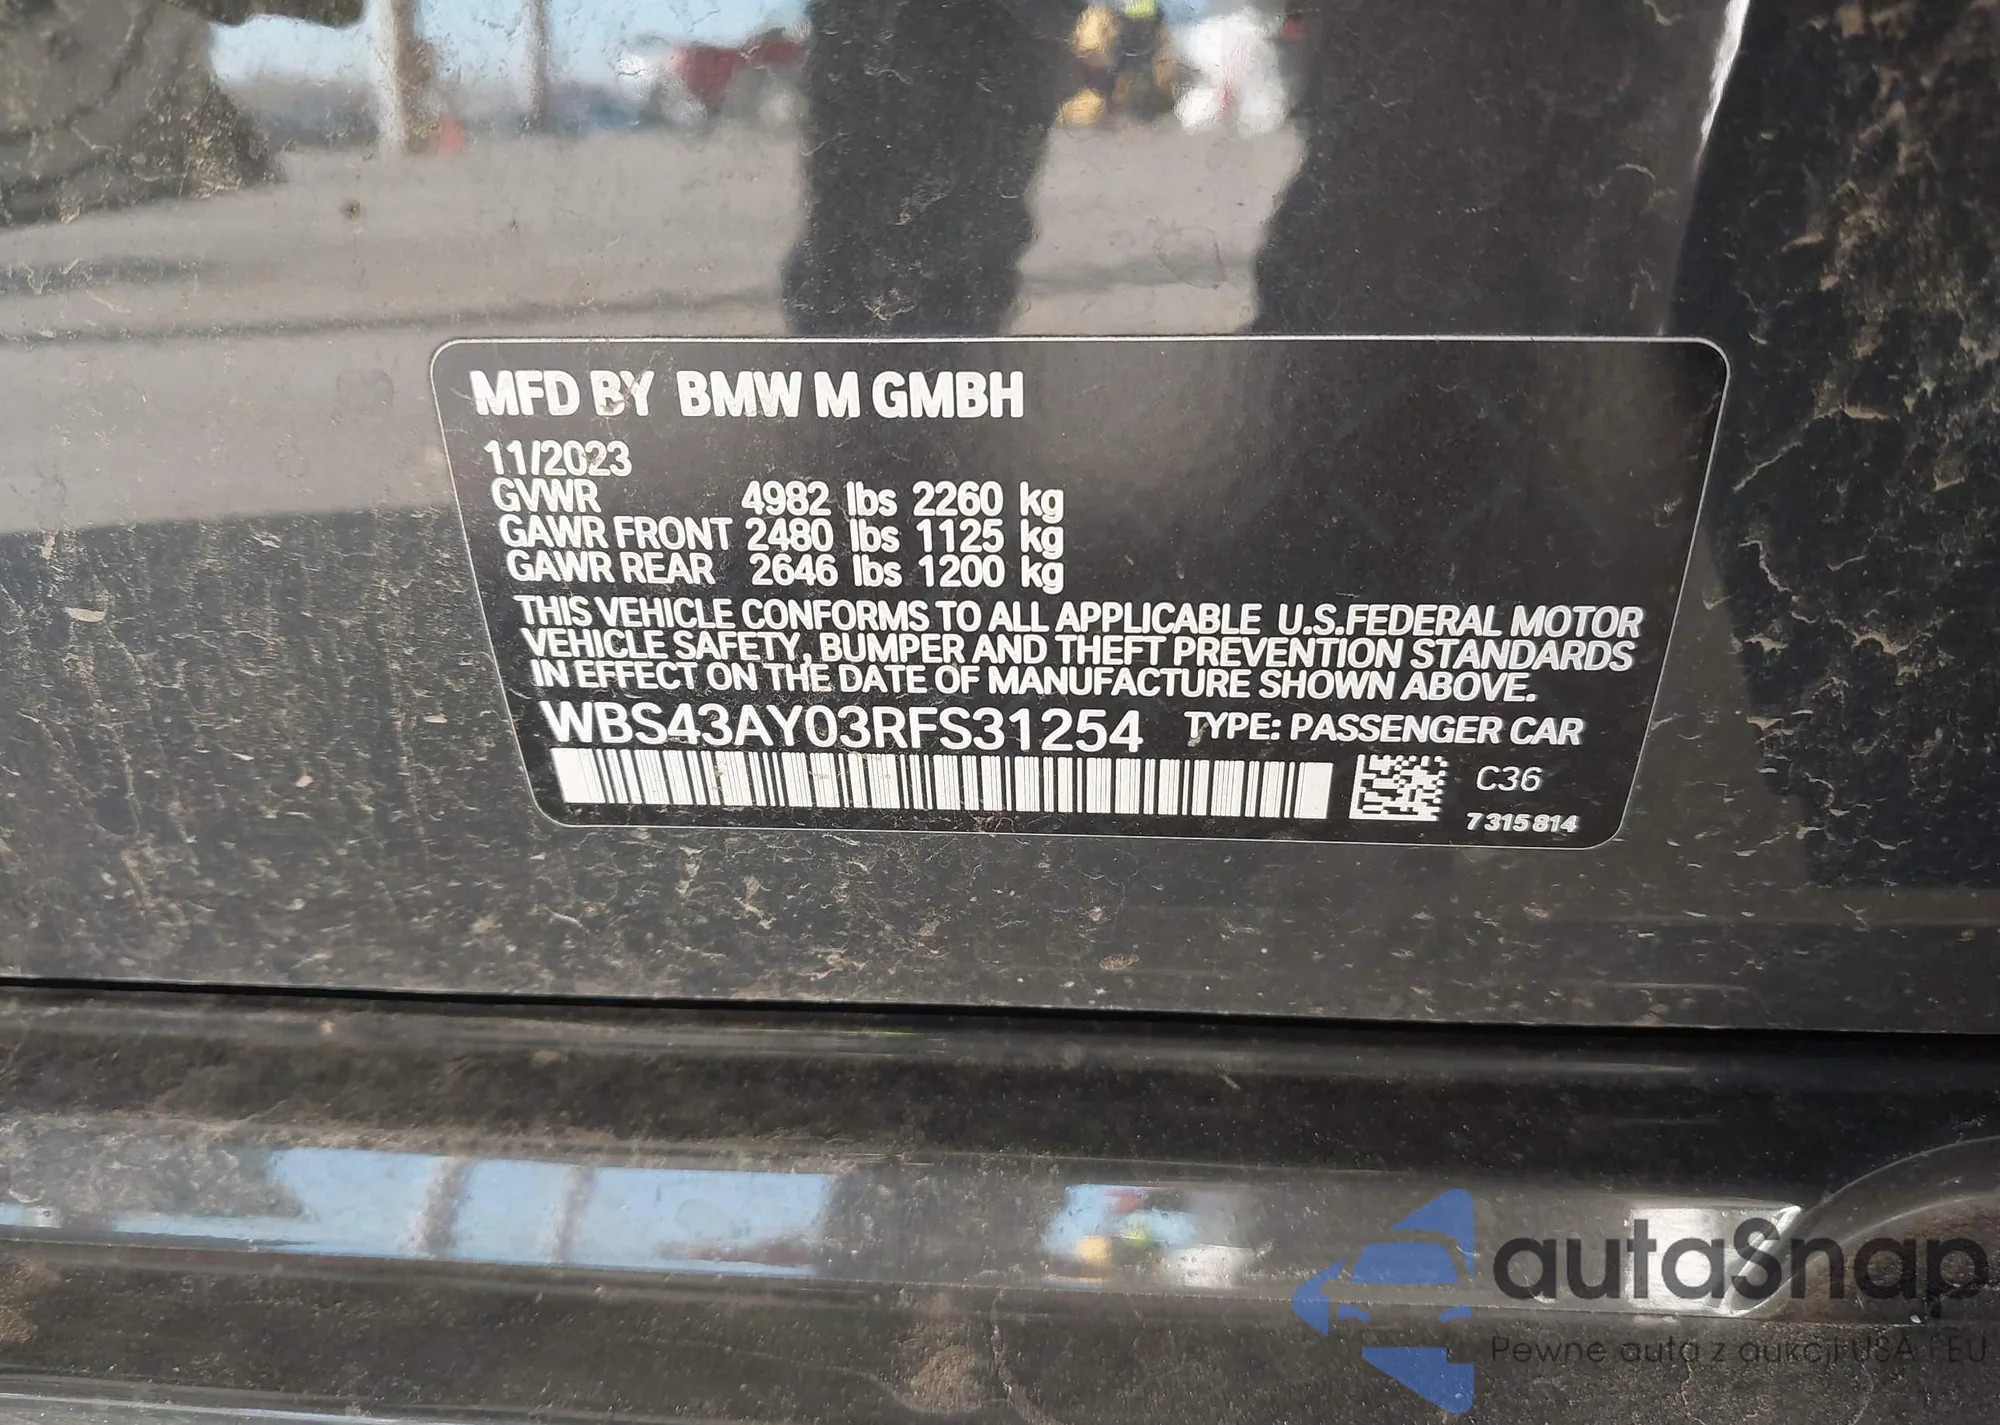 MFD BY BMW M GMBH
11/2023
GVWR 4982 lbs 2260 kg
GAWR FRONT 2480 lbs 1125 kg
GAWR REAR 2646 lbs 1200 kg
THIS VEHICLE CONFORMS TO ALL APPLICABLE U.S.FEDERAL MOTOR
VEHICLE SAFETY, BUMPER AND THEFT PREVENTION STANDARDS
IN EFFECT ON THE DATE OF MANUFACTURE SHOWN ABOVE.
WBS43AY03RFS31254 TYPE: PASSENGER CAR
C36
7315814
autaSnap
Pewne auta z aukcji USA i EU